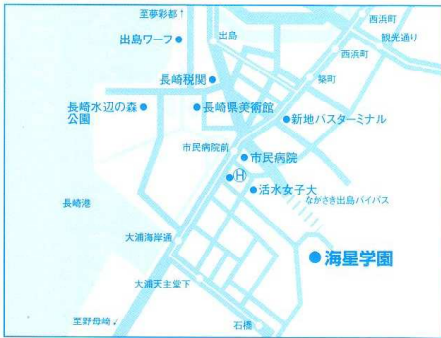 至夢彩都↑
出島ワーフ
出島
西浜町
観光通り
西浜町
長崎税関
築町
長崎水辺の森
公園
長崎県美術館
新地バスターミナル
市民病院前
市民病院
H
活水女子大
ながさき出島バイパス
長崎港
大浦海岸通
海星学園
大浦天主堂下
至野母崎↓
石橋